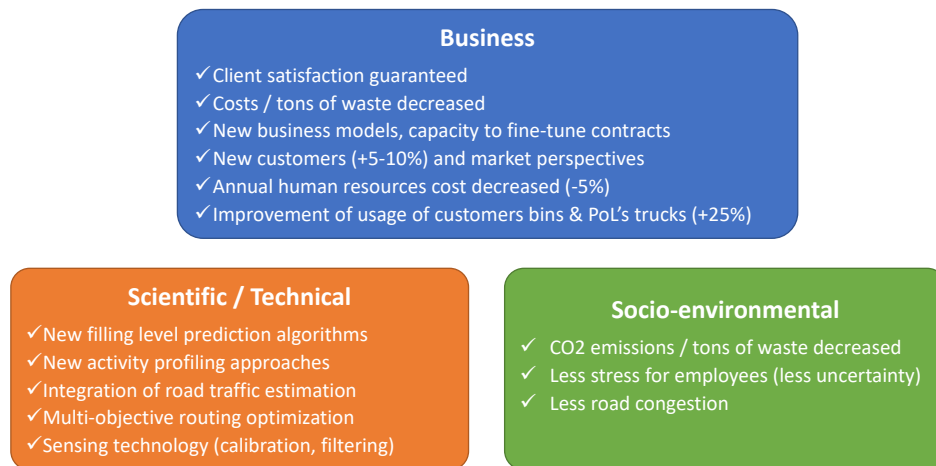 Business
✓Client satisfaction guaranteed
✓Costs / tons of waste decreased
✓New business models, capacity to fine-tune contracts
✓New customers (+5-10%) and market perspectives
✓Annual human resources cost decreased (-5%)
✓Improvement of usage of customers bins & PoL's trucks (+25%)
Scientific / Technical
✓New filling level prediction algorithms
✓New activity profiling approaches
✓Integration of road traffic estimation
✓Multi-objective routing optimization
✓Sensing technology (calibration, filtering)
Socio-environmental
✓ CO2 emissions / tons of waste decreased
✓ Less stress for employees (less uncertainty)
✓ Less road congestion